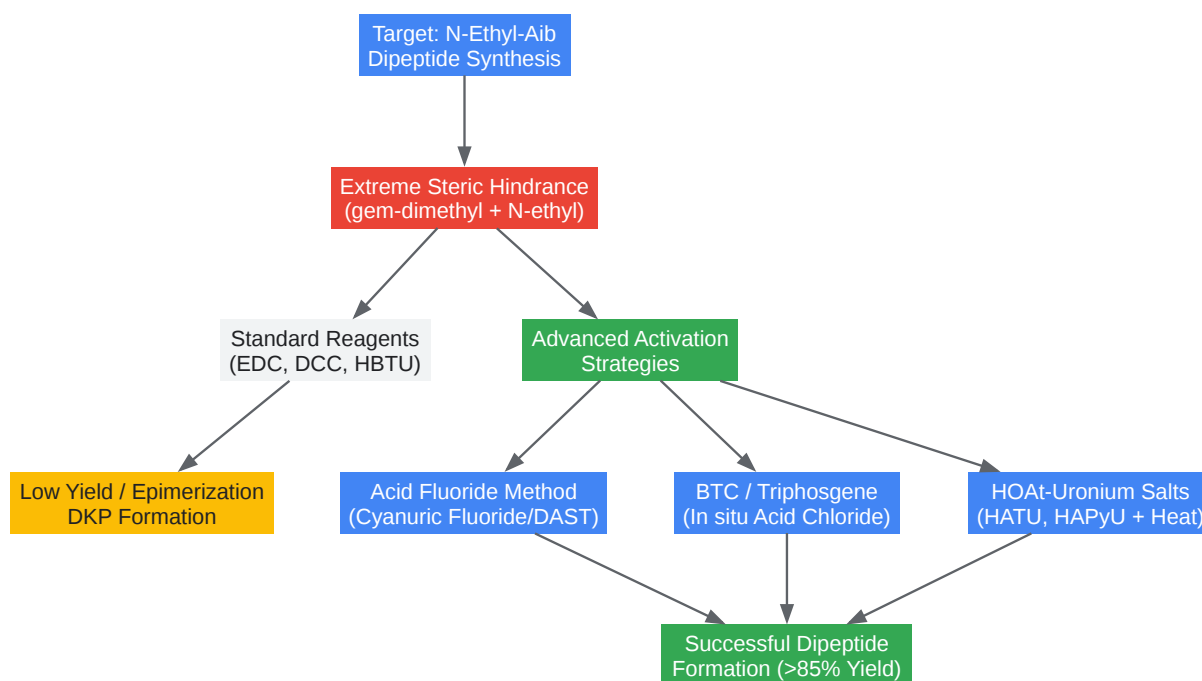 Target: N-Ethyl-Aib
Dipeptide Synthesis
Extreme Steric Hindrance
(gem-dimethyl + N-ethyl)
Standard Reagents
(EDC, DCC, HBTU)
Advanced Activation
Strategies
Low Yield / Epimerization
DKP Formation
Acid Fluoride Method
(Cyanuric Fluoride/DAST)
BTC / Triphosgene
(In situ Acid Chloride)
HOAt-Uronium Salts
(HATU, HAPyU + Heat)
Successful Dipeptide
Formation (>85% Yield)